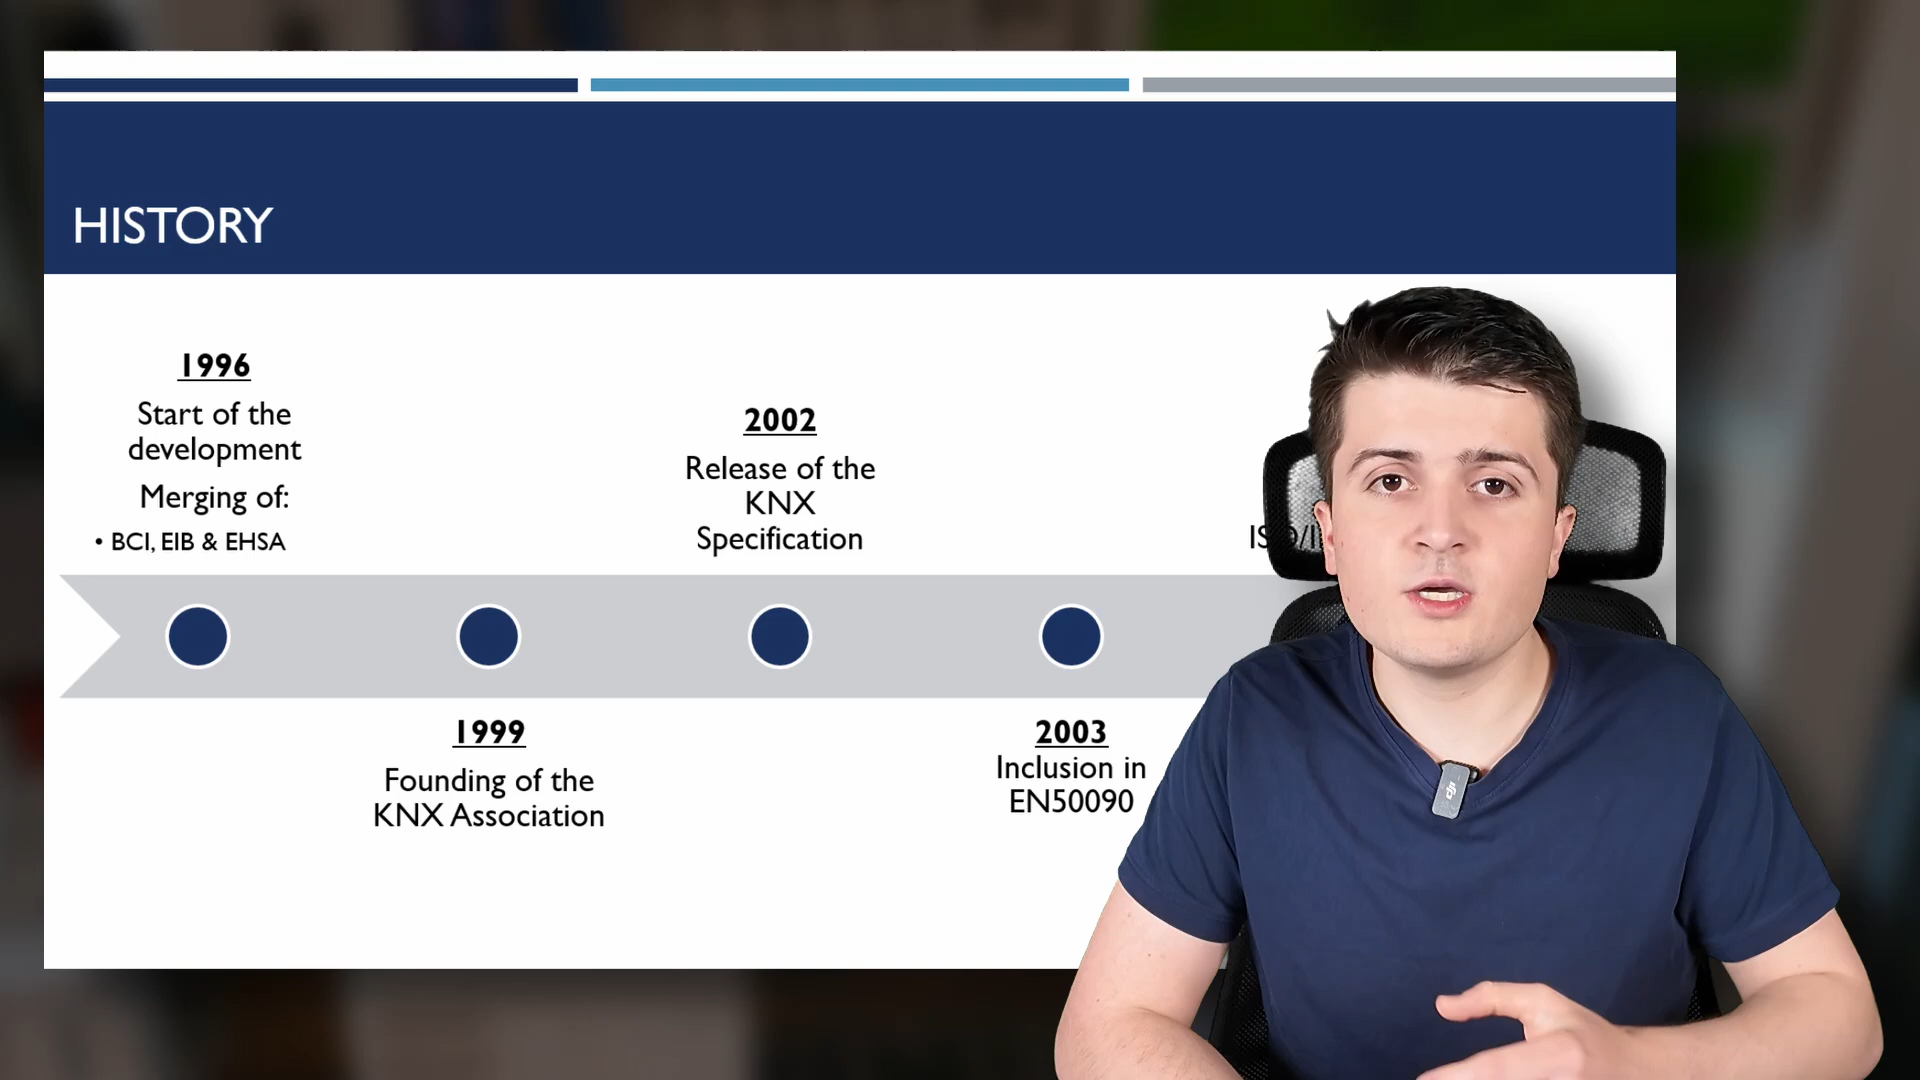 HISTORY
1996
Start of the
development
Merging of:
• BCI, EIB & EHSA
1999
Founding of the
KNX Association
2002
Release of the
KNX
Specification
2003
Inclusion in
EN50090
dji